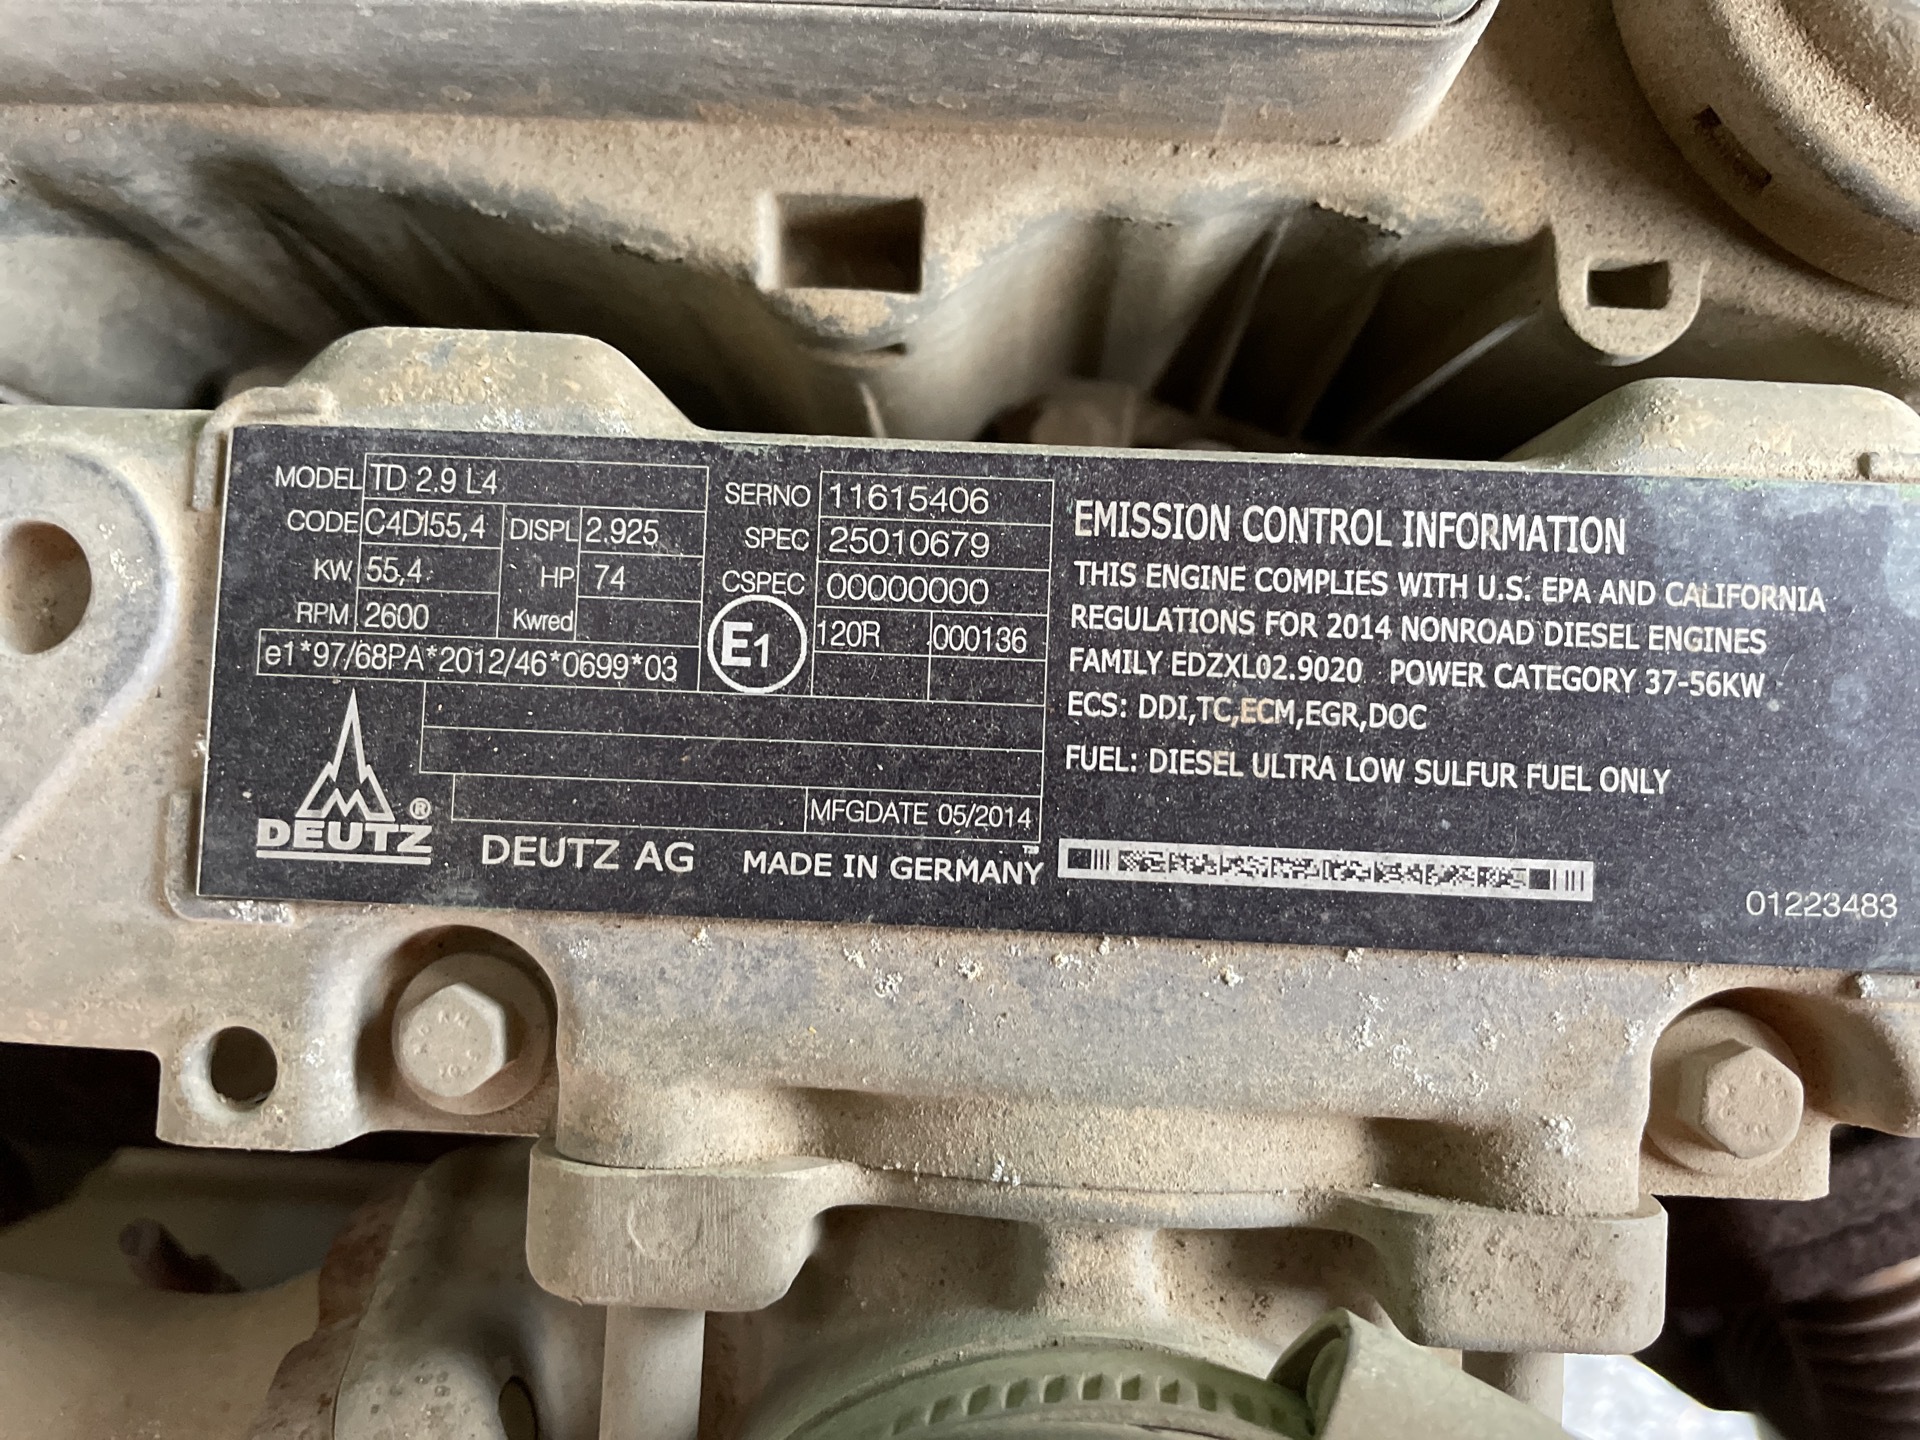 MODEL TD 2.9 L4
CODE C4DI55,4 DISPL 2.925
KW 55,4 HP 74
RPM 2600 Kwred
e1*97/68PA*2012/46*0699*03
SERNO 11615406
SPEC 25010679
CSPEC 00000000
E1 120R 000136
MFGDATE 05/2014
DEUTZ ®
DEUTZ AG MADE IN GERMANY
EMISSION CONTROL INFORMATION
THIS ENGINE COMPLIES WITH U.S. EPA AND CALIFORNIA
REGULATIONS FOR 2014 NONROAD DIESEL ENGINES
FAMILY EDZXL02.9020 POWER CATEGORY 37-56KW
ECS: DDI,TC,ECM,EGR,DOC
FUEL: DIESEL ULTRA LOW SULFUR FUEL ONLY
01223483